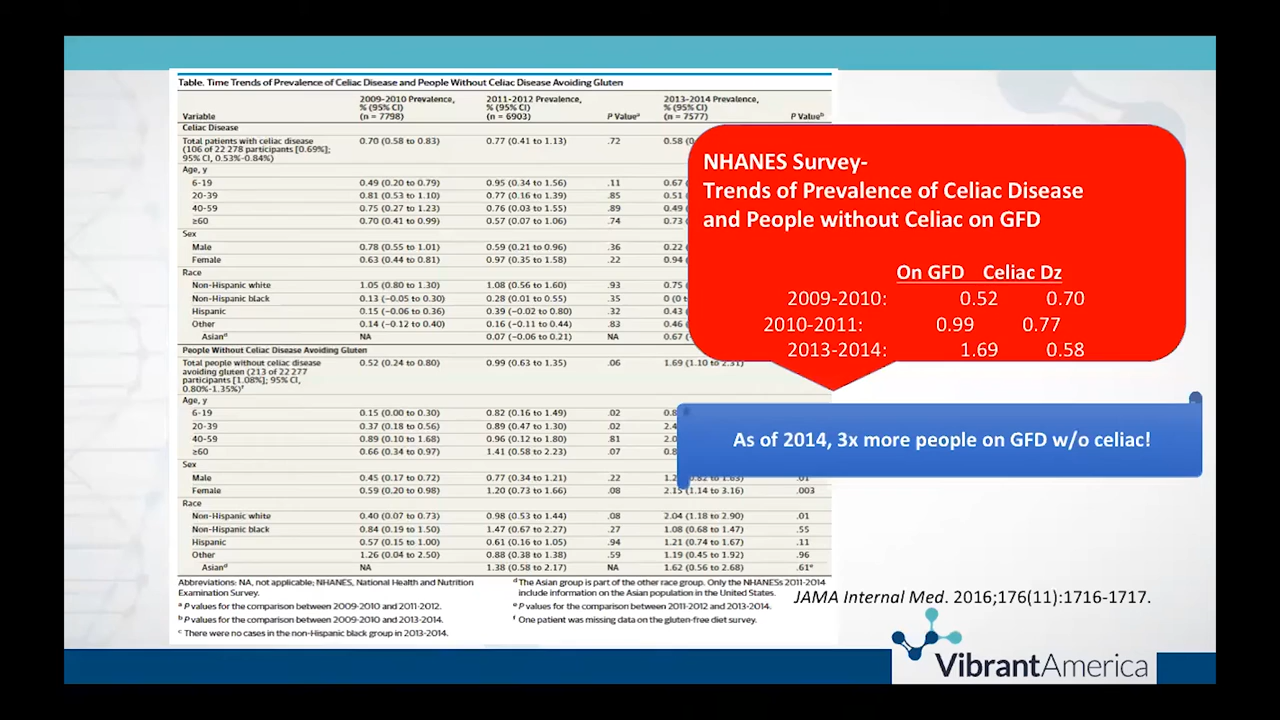 Table. Time Trends of Prevalence of Celiac Disease and People Without Celiac Disease Avoiding Gluten
Variable 2009-2010 Prevalence, % (95% CI) (n = 7798) 2011-2012 Prevalence, % (95% CI) (n = 6903) P Valueᵃ 2013-2014 Prevalence, % (95% CI) (n = 7577) P Valueᵇ
Celiac Disease
Total patients with celiac disease 0.70 (0.58 to 0.83) 0.77 (0.41 to 1.13) .72 0.58
(106 of 22 278 participants [0.69%];
95% CI, 0.53%-0.84%)
Age, y
6-19 0.49 (0.20 to 0.79) 0.95 (0.34 to 1.56) .11 0.67
20-39 0.81 (0.53 to 1.10) 0.77 (0.16 to 1.39) .85 0.51
40-59 0.75 (0.27 to 1.23) 0.76 (0.03 to 1.55) .89 0.49
≥60 0.70 (0.41 to 0.99) 0.57 (0.07 to 1.06) .74 0.73
Sex
Male 0.78 (0.55 to 1.01) 0.59 (0.21 to 0.96) .36 0.22
Female 0.63 (0.44 to 0.81) 0.97 (0.35 to 1.58) .22 0.94
Race
Non-Hispanic white 1.05 (0.80 to 1.30) 1.08 (0.56 to 1.60) .93 0.75
Non-Hispanic black 0.13 (−0.05 to 0.30) 0.28 (0.01 to 0.55) .35 0
Hispanic 0.15 (−0.06 to 0.36) 0.39 (−0.02 to 0.80) .32 0.43
Other 0.14 (−0.12 to 0.40) 0.16 (−0.11 to 0.44) .83 0.46
Asianᵈ NA 0.07 (−0.06 to 0.21) NA 0.67
People Without Celiac Disease Avoiding Gluten
Total people without celiac disease 0.52 (0.24 to 0.80) 0.99 (0.63 to 1.35) .06 1.69 (1.10 to 2.31)
avoiding gluten (213 of 22 277
participants [1.08%]; 95% CI,
0.80%-1.35%)ᶠ
Age, y
6-19 0.15 (0.00 to 0.30) 0.82 (0.16 to 1.49) .02
20-39 0.37 (0.18 to 0.56) 0.89 (0.47 to 1.30) .02
40-59 0.89 (0.10 to 1.68) 0.96 (0.12 to 1.80) .81
≥60 0.66 (0.34 to 0.97) 1.41 (0.58 to 2.23) .07
Sex
Male 0.45 (0.17 to 0.72) 0.77 (0.34 to 1.21) .22 .01
Female 0.59 (0.20 to 0.98) 1.20 (0.73 to 1.66) .08 2.15 (1.14 to 3.16) .003
Race
Non-Hispanic white 0.40 (0.07 to 0.73) 0.98 (0.53 to 1.44) .08 2.04 (1.18 to 2.90) .01
Non-Hispanic black 0.84 (0.19 to 1.50) 1.47 (0.67 to 2.27) .27 1.08 (0.68 to 1.47) .55
Hispanic 0.57 (0.15 to 1.00) 0.61 (0.16 to 1.05) .94 1.21 (0.74 to 1.67) .11
Other 1.26 (0.04 to 2.50) 0.88 (0.38 to 1.38) .59 1.19 (0.45 to 1.92) .96
Asianᵈ NA 1.38 (0.58 to 2.17) NA 1.62 (0.56 to 2.68) .61ᵉ
Abbreviations: NA, not applicable; NHANES, National Health and Nutrition
Examination Survey.
ᵃ P values for the comparison between 2009-2010 and 2011-2012.
ᵇ P values for the comparison between 2009-2010 and 2013-2014.
ᶜ There were no cases in the non-Hispanic black group in 2013-2014.
ᵈ The Asian group is part of the other race group. Only the NHANESs 2011-2014
include information on the Asian population in the United States.
ᵉ P values for the comparison between 2011-2012 and 2013-2014.
ᶠ One patient was missing data on the gluten-free diet survey.
NHANES Survey-
Trends of Prevalence of Celiac Disease
and People without Celiac on GFD
On GFD Celiac Dz
2009-2010: 0.52 0.70
2010-2011: 0.99 0.77
2013-2014: 1.69 0.58
As of 2014, 3x more people on GFD w/o celiac!
JAMA Internal Med. 2016;176(11):1716-1717.
VibrantAmerica